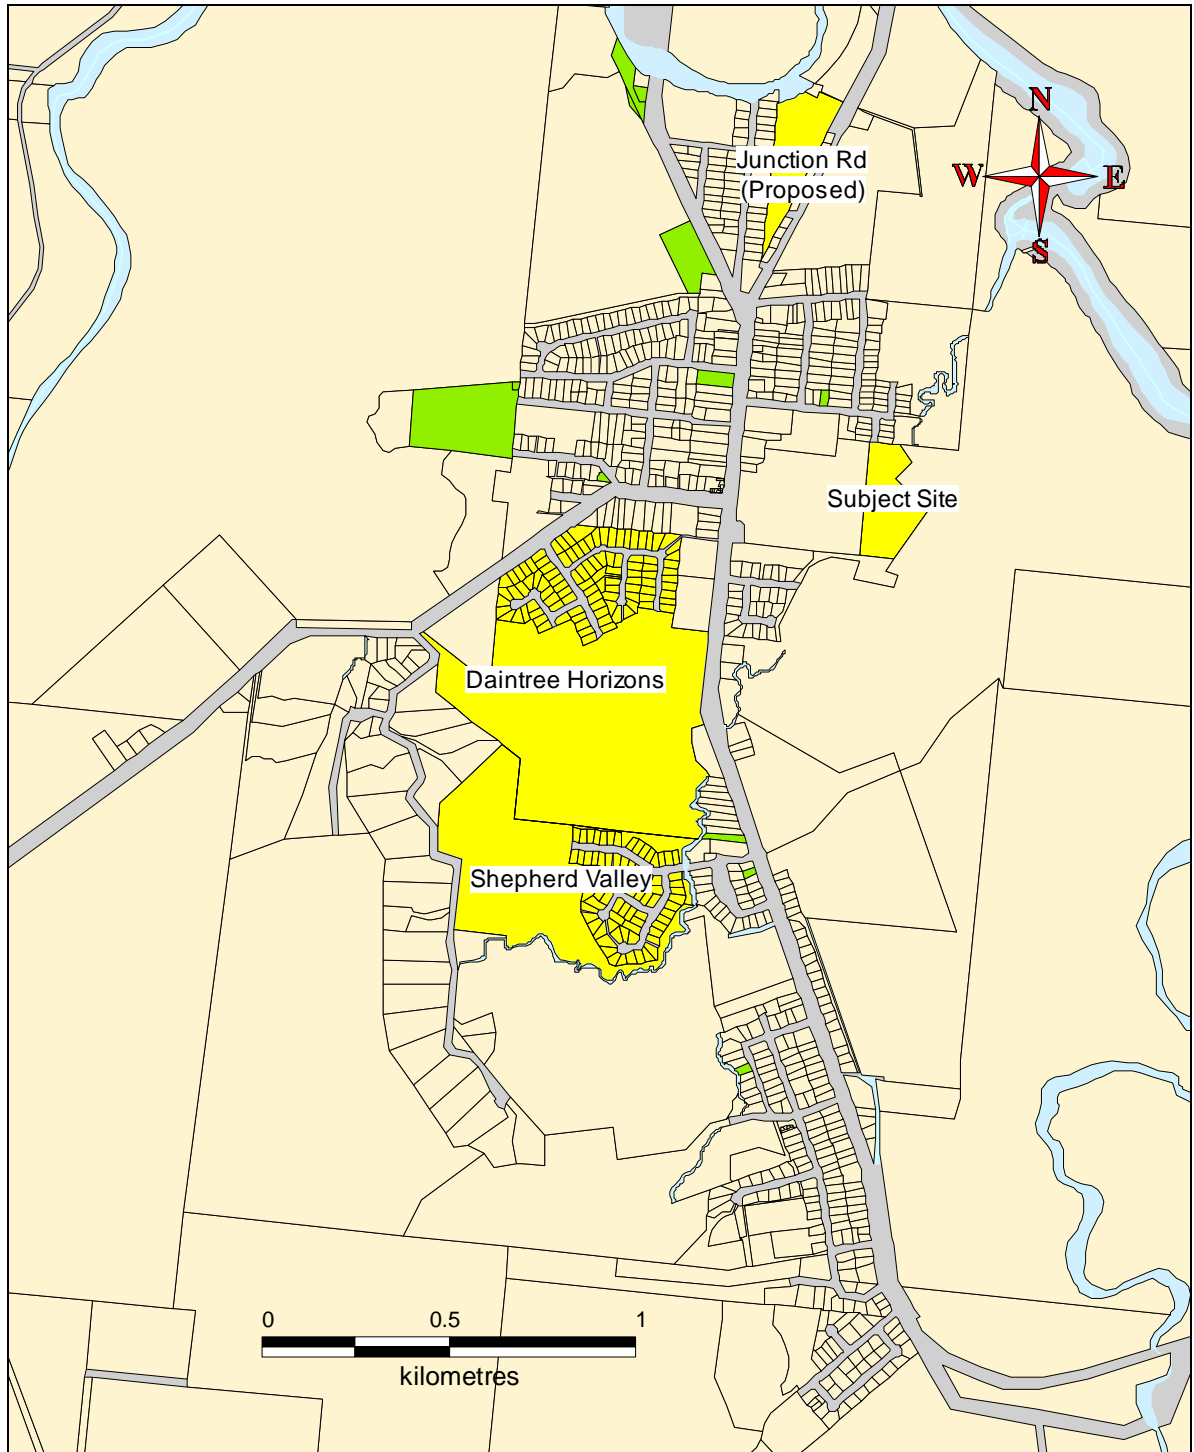 N
W
E
S
Junction Rd
(Proposed)
Subject Site
Daintree Horizons
Shepherd Valley
0 0.5 1
kilometres